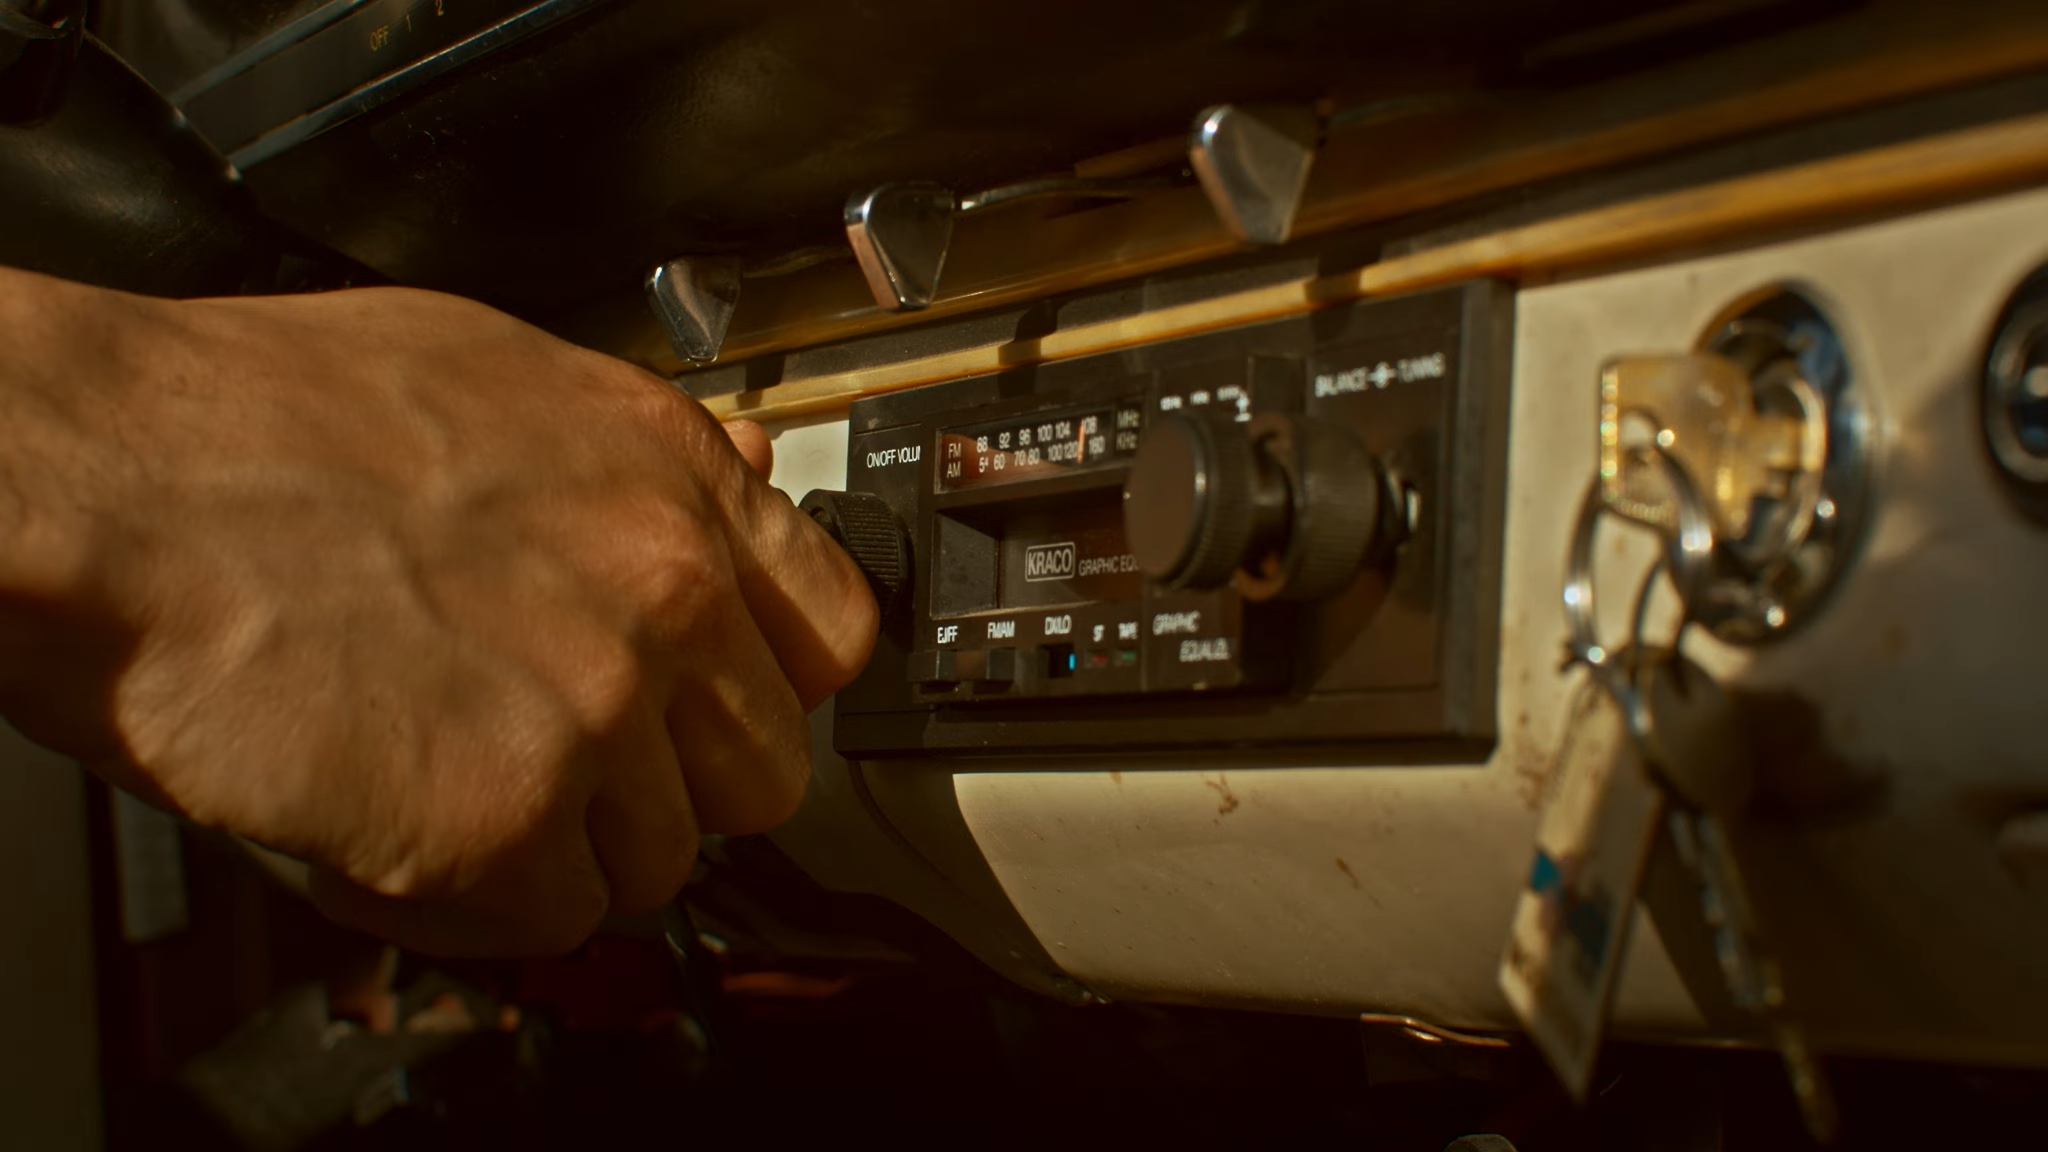 OFF 1 2
BALANCE TUNING
ON/OFF VOLU
FM 88 92 96 100 104 108 MHz
AM 54 60 70 80 100 120 160 KHz
KRACO GRAPHIC EQU
EJ/FF FM/AM DX/LO ST TAPE
GRAPHIC
EQUALIZ